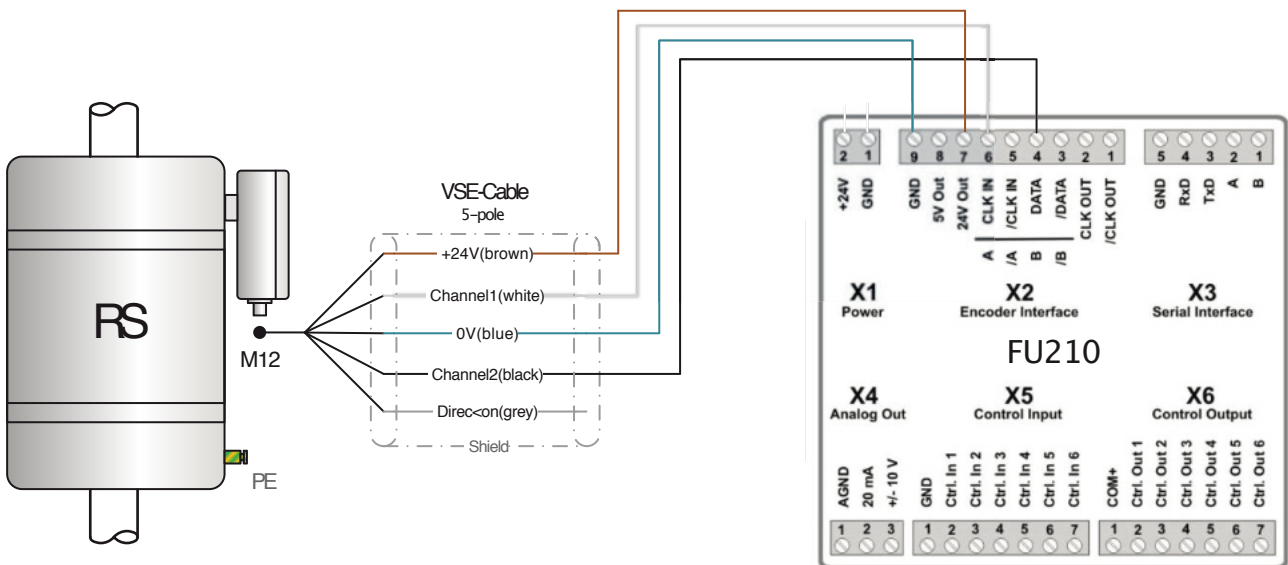 RS
M12
PE
VSE-Cable
5-pole
+24V(brown)
Channel1(white)
0V(blue)
Channel2(black)
Direc<on(grey)
Shield
2 1
+24V
GND
X1
Power
9 8 7 6 5 4 3 2 1
GND
5V Out
24V Out
CLK IN
/CLK IN
DATA
/DATA
CLK OUT
/CLK OUT
A
/A
B
/B
X2
Encoder Interface
5 4 3 2 1
GND
RxD
TxD
A
B
X3
Serial Interface
FU210
X4
Analog Out
AGND
20 mA
+/- 10 V
1 2 3
X5
Control Input
GND
Ctrl. In 1
Ctrl. In 2
Ctrl. In 3
Ctrl. In 4
Ctrl. In 5
Ctrl. In 6
1 2 3 4 5 6 7
X6
Control Output
COM+
Ctrl. Out 1
Ctrl. Out 2
Ctrl. Out 3
Ctrl. Out 4
Ctrl. Out 5
Ctrl. Out 6
1 2 3 4 5 6 7